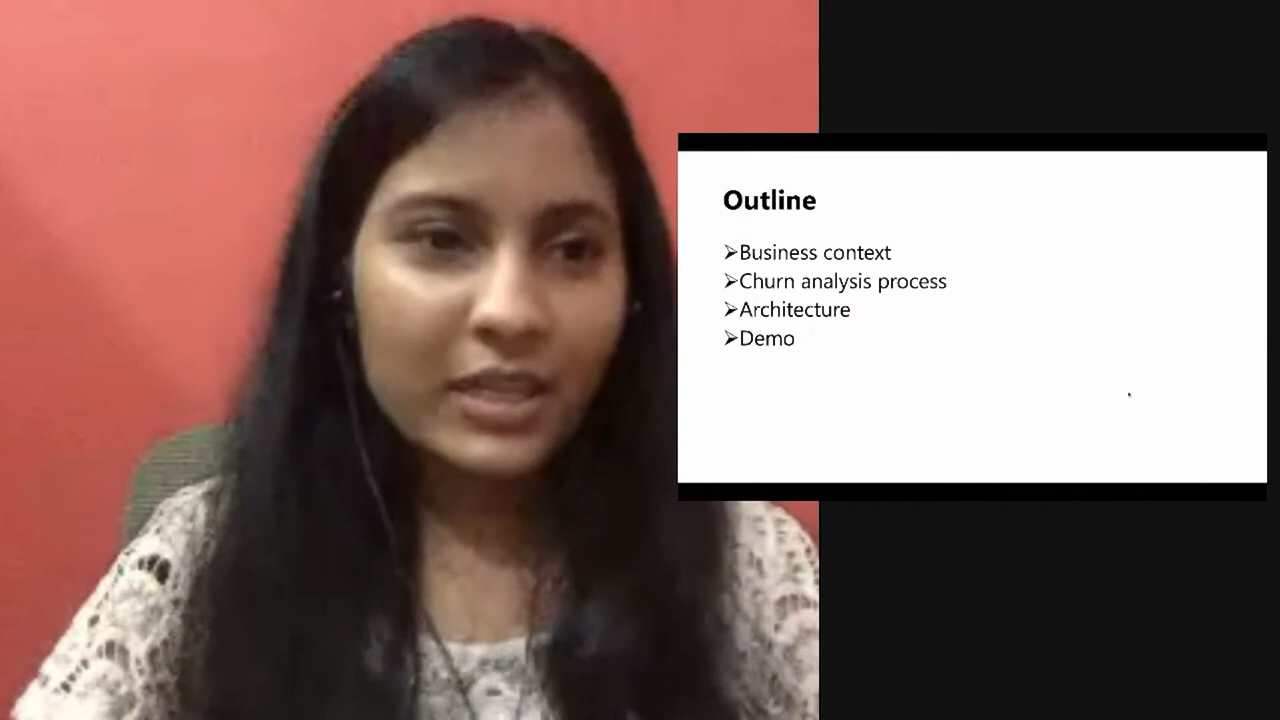 Outline
➢Business context
➢Churn analysis process
➢Architecture
➢Demo